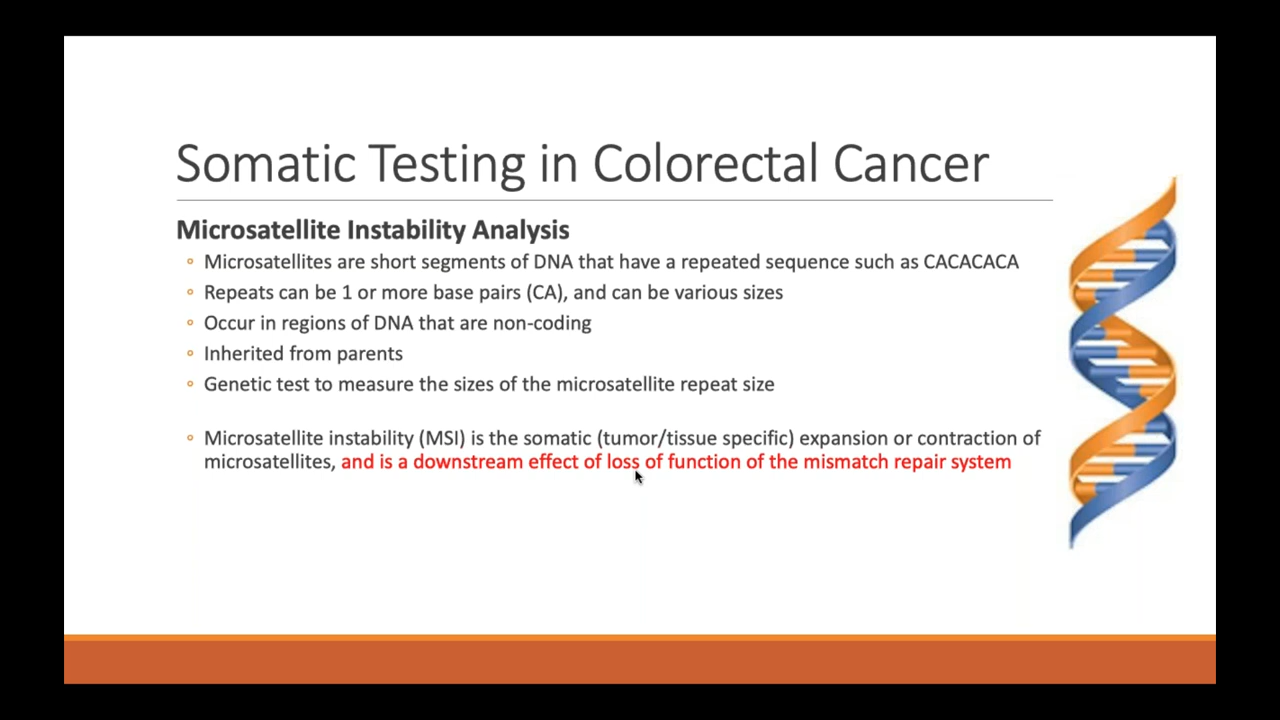 Somatic Testing in Colorectal Cancer
Microsatellite Instability Analysis
◦ Microsatellites are short segments of DNA that have a repeated sequence such as CACACACA
◦ Repeats can be 1 or more base pairs (CA), and can be various sizes
◦ Occur in regions of DNA that are non-coding
◦ Inherited from parents
◦ Genetic test to measure the sizes of the microsatellite repeat size
◦ Microsatellite instability (MSI) is the somatic (tumor/tissue specific) expansion or contraction of
microsatellites, and is a downstream effect of loss of function of the mismatch repair system